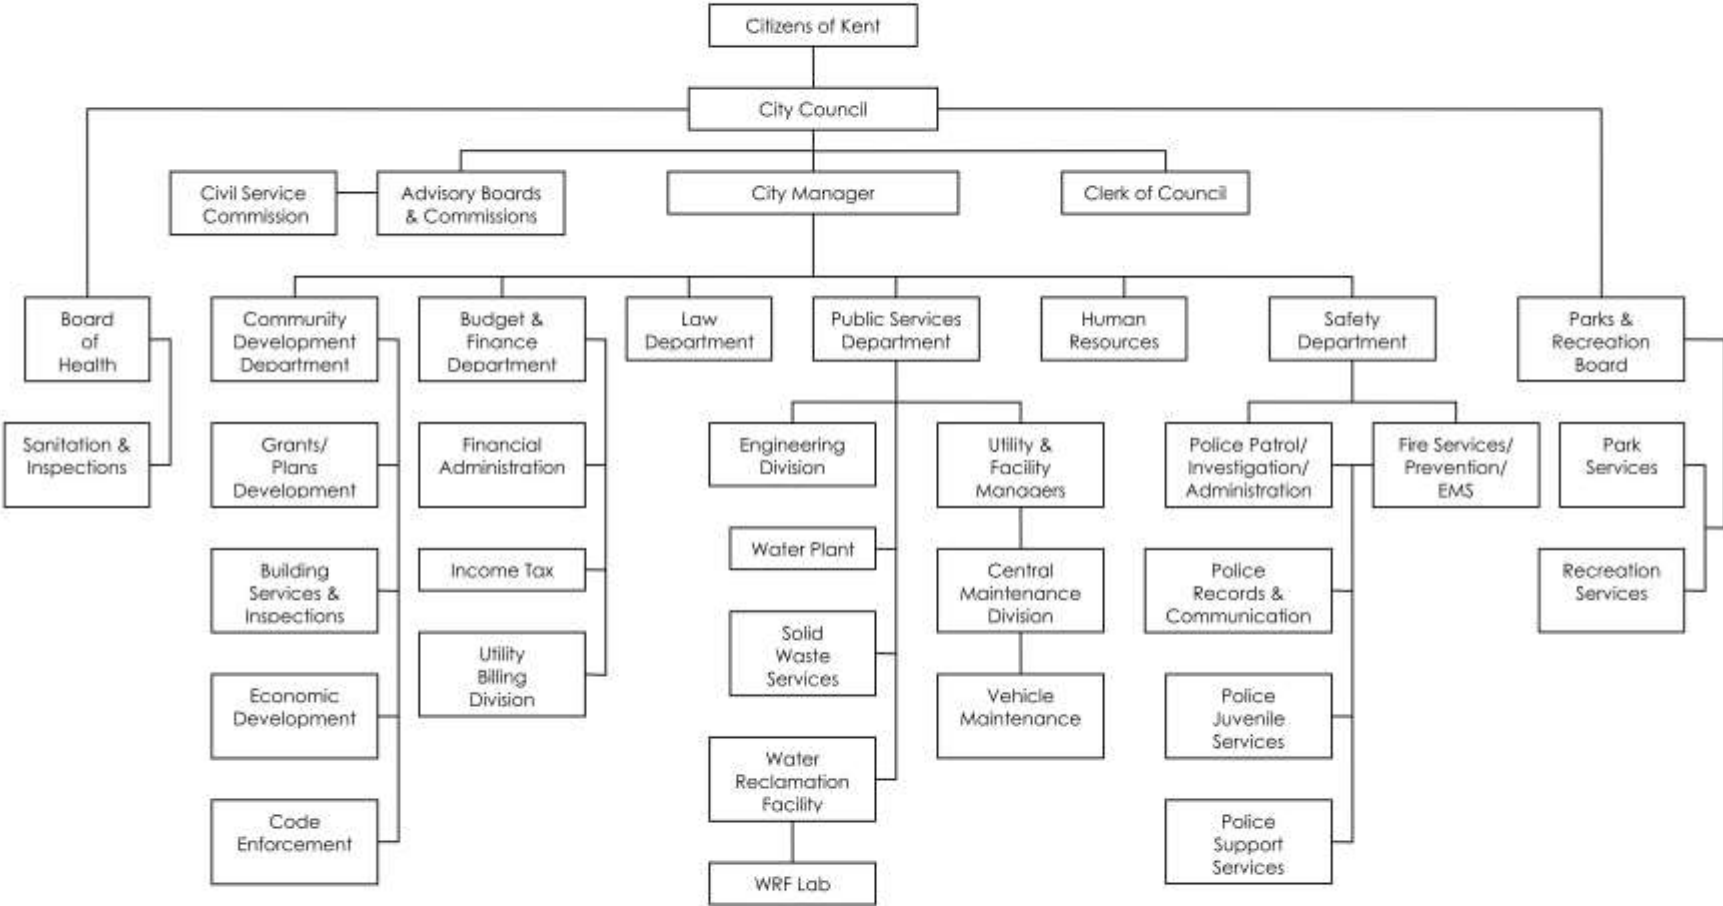 Citizens of Kent
City Council
Civil Service
Commission
Advisory Boards
& Commissions
City Manager
Clerk of Council
Board
of
Health
Community
Development
Department
Budget &
Finance
Department
Law
Department
Public Services
Department
Human
Resources
Safety
Department
Parks &
Recreation
Board
Sanitation &
Inspections
Grants/
Plans
Development
Financial
Administration
Engineering
Division
Utility &
Facility
Managers
Police Patrol/
Investigation/
Administration
Fire Services/
Prevention/
EMS
Park
Services
Building
Services &
Inspections
Income Tax
Water Plant
Central
Maintenance
Division
Police
Records &
Communication
Recreation
Services
Utility
Billing
Division
Solid
Waste
Services
Economic
Development
Vehicle
Maintenance
Police
Juvenile
Services
Water
Reclamation
Facility
Code
Enforcement
Police
Support
Services
WRF Lab